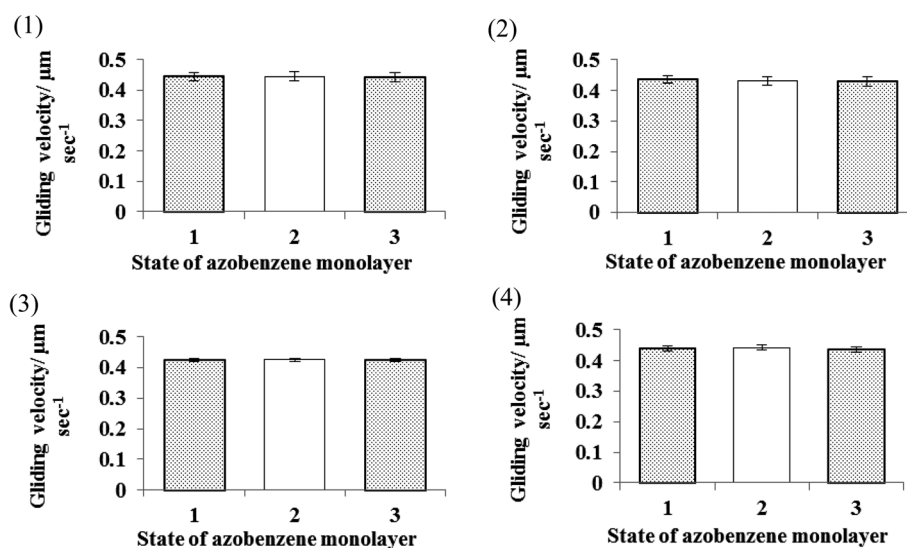 (1)
Gliding velocity/ µm
sec-1
0.5
0.4
0.3
0.2
0.1
0
1 2 3
State of azobenzene monolayer
(2)
Gliding velocity/ µm
sec-1
0.5
0.4
0.3
0.2
0.1
0
1 2 3
State of azobenzene monolayer
(3)
Gliding velocity/ µm
sec-1
0.5
0.4
0.3
0.2
0.1
0
1 2 3
State of azobenzene monolayer
(4)
Gliding velocity/ µm
sec-1
0.5
0.4
0.3
0.2
0.1
0
1 2 3
State of azobenzene monolayer